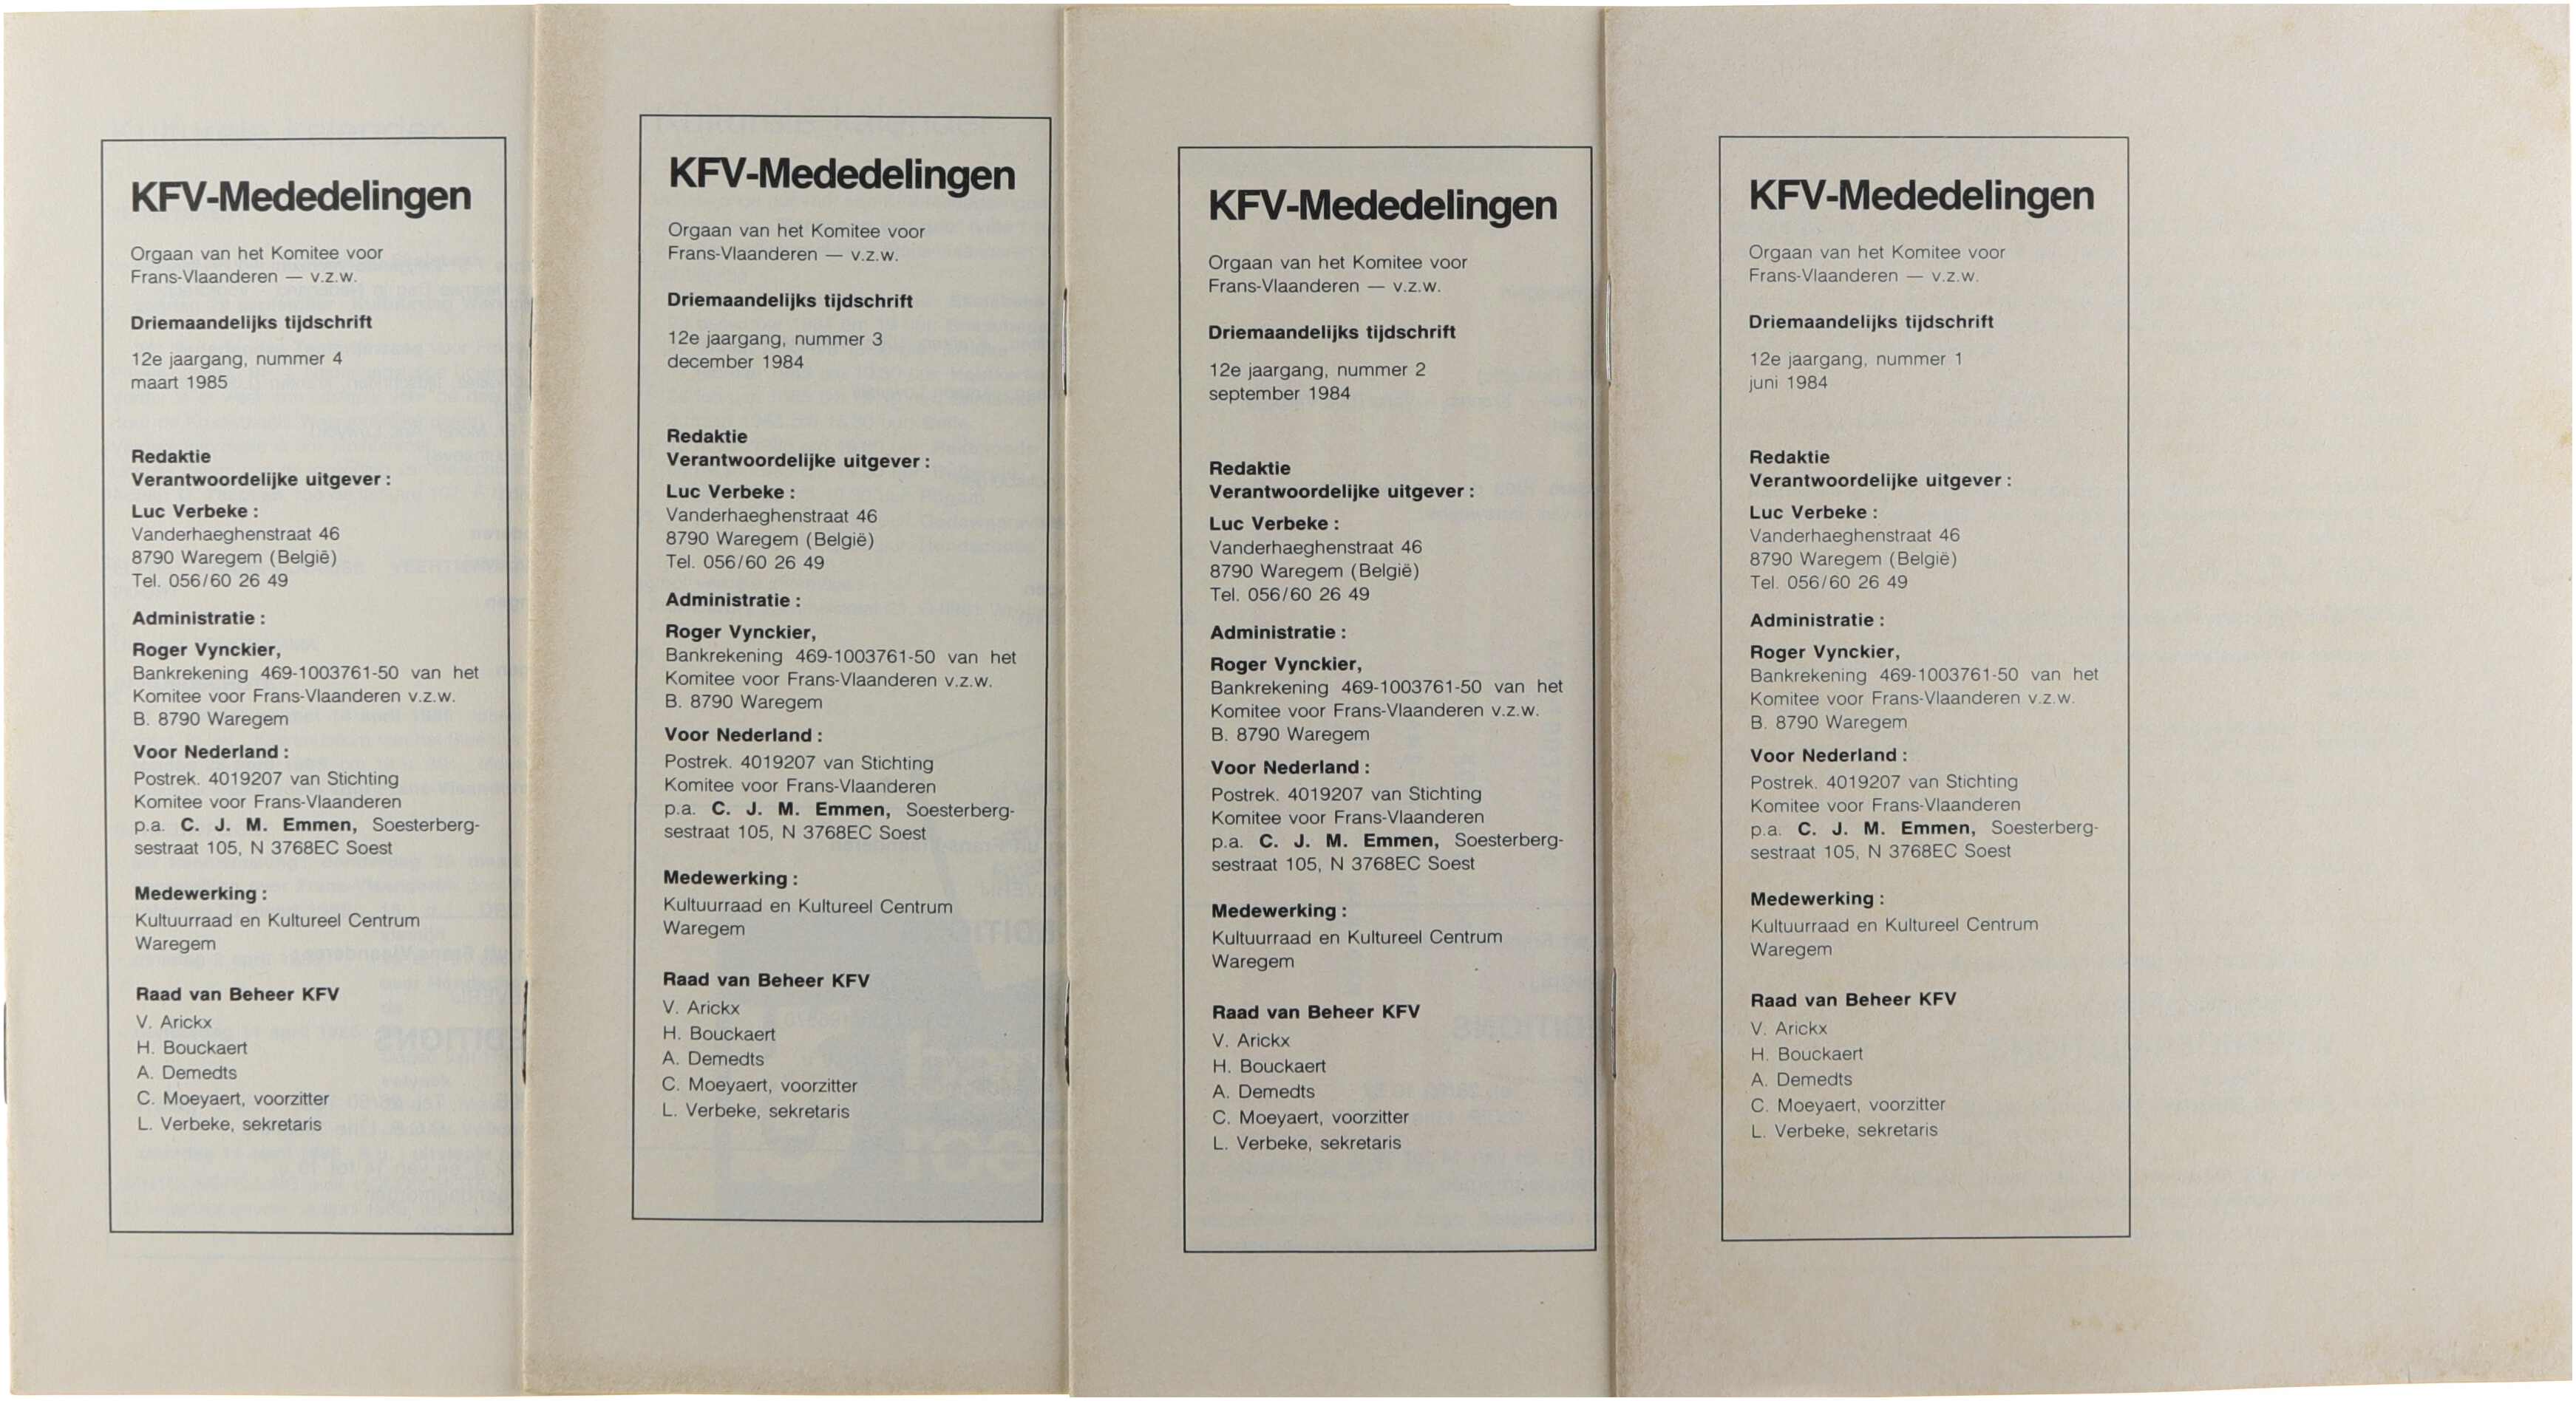 KFV-Mededelingen
Orgaan van het Komitee voor
Frans-Vlaanderen — v.z.w.
Driemaandelijks tijdschrift
12e jaargang, nummer 4
maart 1985
Redaktie
Verantwoordelijke uitgever :
Luc Verbeke :
Vanderhaeghenstraat 46
8790 Waregem (België)
Tel. 056/60 26 49
Administratie :
Roger Vynckier,
Bankrekening 469-1003761-50 van het
Komitee voor Frans-Vlaanderen v.z.w.
B. 8790 Waregem
Voor Nederland :
Postrek. 4019207 van Stichting
Komitee voor Frans-Vlaanderen
p.a. C. J. M. Emmen, Soesterberg-
sestraat 105, N 3768EC Soest
Medewerking :
Kultuurraad en Kultureel Centrum
Waregem
Raad van Beheer KFV
V. Arickx
H. Bouckaert
A. Demedts
C. Moeyaert, voorzitter
L. Verbeke, sekretaris
KFV-Mededelingen
Orgaan van het Komitee voor
Frans-Vlaanderen — v.z.w.
Driemaandelijks tijdschrift
12e jaargang, nummer 3
december 1984
Redaktie
Verantwoordelijke uitgever :
Luc Verbeke :
Vanderhaeghenstraat 46
8790 Waregem (België)
Tel. 056/60 26 49
Administratie :
Roger Vynckier,
Bankrekening 469-1003761-50 van het
Komitee voor Frans-Vlaanderen v.z.w.
B. 8790 Waregem
Voor Nederland :
Postrek. 4019207 van Stichting
Komitee voor Frans-Vlaanderen
p.a. C. J. M. Emmen, Soesterberg-
sestraat 105, N 3768EC Soest
Medewerking :
Kultuurraad en Kultureel Centrum
Waregem
Raad van Beheer KFV
V. Arickx
H. Bouckaert
A. Demedts
C. Moeyaert, voorzitter
L. Verbeke, sekretaris
KFV-Mededelingen
Orgaan van het Komitee voor
Frans-Vlaanderen — v.z.w.
Driemaandelijks tijdschrift
12e jaargang, nummer 2
september 1984
Redaktie
Verantwoordelijke uitgever :
Luc Verbeke :
Vanderhaeghenstraat 46
8790 Waregem (België)
Tel. 056/60 26 49
Administratie :
Roger Vynckier,
Bankrekening 469-1003761-50 van het
Komitee voor Frans-Vlaanderen v.z.w.
B. 8790 Waregem
Voor Nederland :
Postrek. 4019207 van Stichting
Komitee voor Frans-Vlaanderen
p.a. C. J. M. Emmen, Soesterberg-
sestraat 105, N 3768EC Soest
Medewerking :
Kultuurraad en Kultureel Centrum
Waregem
Raad van Beheer KFV
V. Arickx
H. Bouckaert
A. Demedts
C. Moeyaert, voorzitter
L. Verbeke, sekretaris
KFV-Mededelingen
Orgaan van het Komitee voor
Frans-Vlaanderen — v.z.w.
Driemaandelijks tijdschrift
12e jaargang, nummer 1
juni 1984
Redaktie
Verantwoordelijke uitgever :
Luc Verbeke :
Vanderhaeghenstraat 46
8790 Waregem (België)
Tel. 056/60 26 49
Administratie :
Roger Vynckier,
Bankrekening 469-1003761-50 van het
Komitee voor Frans-Vlaanderen v.z.w.
B. 8790 Waregem
Voor Nederland :
Postrek. 4019207 van Stichting
Komitee voor Frans-Vlaanderen
p.a. C. J. M. Emmen, Soesterberg-
sestraat 105, N 3768EC Soest
Medewerking :
Kultuurraad en Kultureel Centrum
Waregem
Raad van Beheer KFV
V. Arickx
H. Bouckaert
A. Demedts
C. Moeyaert, voorzitter
L. Verbeke, sekretaris